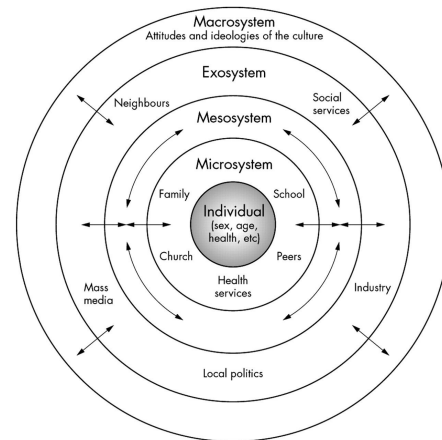 Macrosystem
Attitudes and ideologies of the culture
Exosystem
Neighbours
Social
services
Mesosystem
Microsystem
Family
School
Individual
(sex, age,
health, etc)
Church
Peers
Health
services
Mass
media
Industry
Local politics